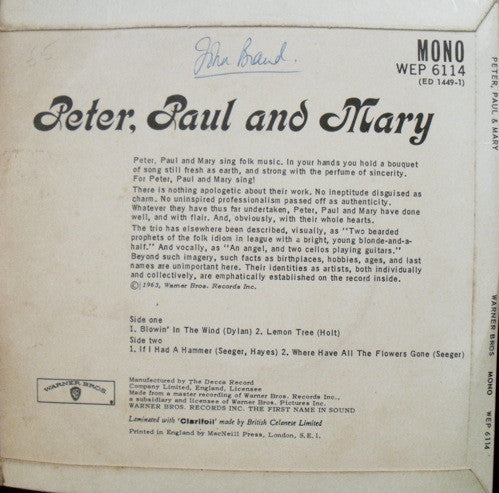 65
John Brand.
MONO
WEP 6114
(ED 1449-1)
Peter, Paul and Mary
Peter, Paul and Mary sing folk music. In your hands you hold a bouquet
of song still fresh as earth, and strong with the perfume of sincerity.
For Peter, Paul and Mary sing!
There is nothing apologetic about their work. No ineptitude disguised as
charm. No uninspired professionalism passed off as authenticity.
Whatever they have thus far undertaken, Peter, Paul and Mary have done
well, and with flair. And, obviously, with their whole hearts.
The trio has elsewhere been described, visually, as "Two bearded
prophets of the folk idiom in league with a bright, young blonde-and-a-
half." And vocally, as "An angel, and two cellos playing guitars."
Beyond such imagery, such facts as birthplaces, hobbies, ages, and last
names are unimportant here. Their identities as artists, both individually
and collectively, are emphatically established on the record inside.
©1963, Warner Bros. Records Inc.
Side one
1. Blowin' In The Wind (Dylan) 2. Lemon Tree (Holt)
Side two
1. If I Had A Hammer (Seeger, Hayes) 2. Where Have All The Flowers Gone (Seeger)
WARNER BROS.
Manufactured by The Decca Record
Company Limited, England, Licensee
Made from a master recording of Warner Bros. Records Inc.,
a subsidiary and licensee of Warner Bros. Pictures Inc.
WARNER BROS. RECORDS INC. THE FIRST NAME IN SOUND
Laminated with 'Clarifoil' made by British Celanese Limited
Printed in England by MacNeill Press, London, S.E.1.
PETER, PAUL & MARY
WARNER BROS MONO WEP 6114